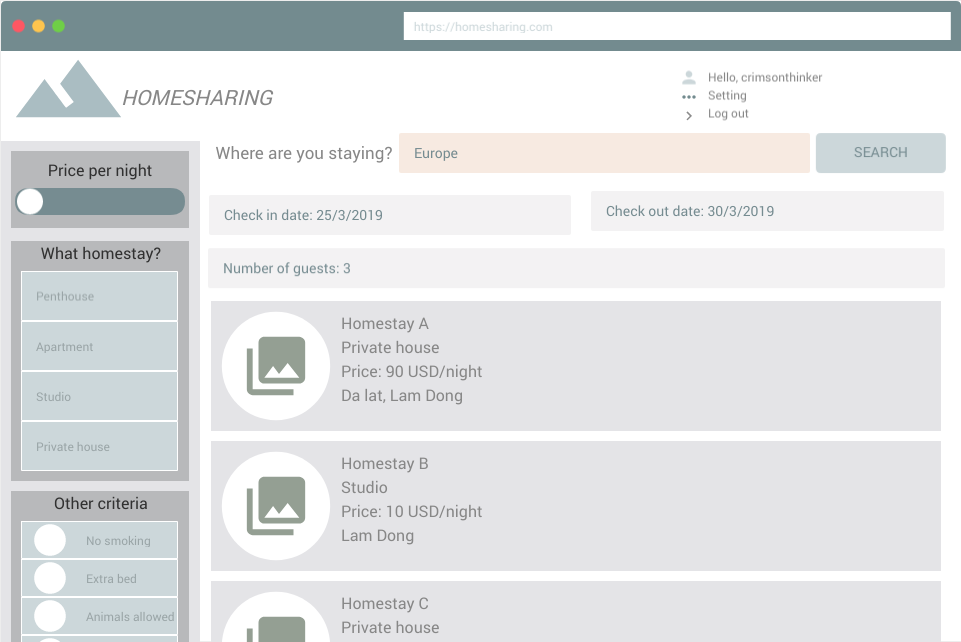 https://homesharing.com
HOMESHARING
Hello, crimsonthinker
Setting
Log out
Where are you staying?
Europe
SEARCH
Check in date: 25/3/2019
Check out date: 30/3/2019
Number of guests: 3
Price per night
What homestay?
Penthouse
Apartment
Studio
Private house
Other criteria
No smoking
Extra bed
Animals allowed
Homestay A
Private house
Price: 90 USD/night
Da lat, Lam Dong
Homestay B
Studio
Price: 10 USD/night
Lam Dong
Homestay C
Private house